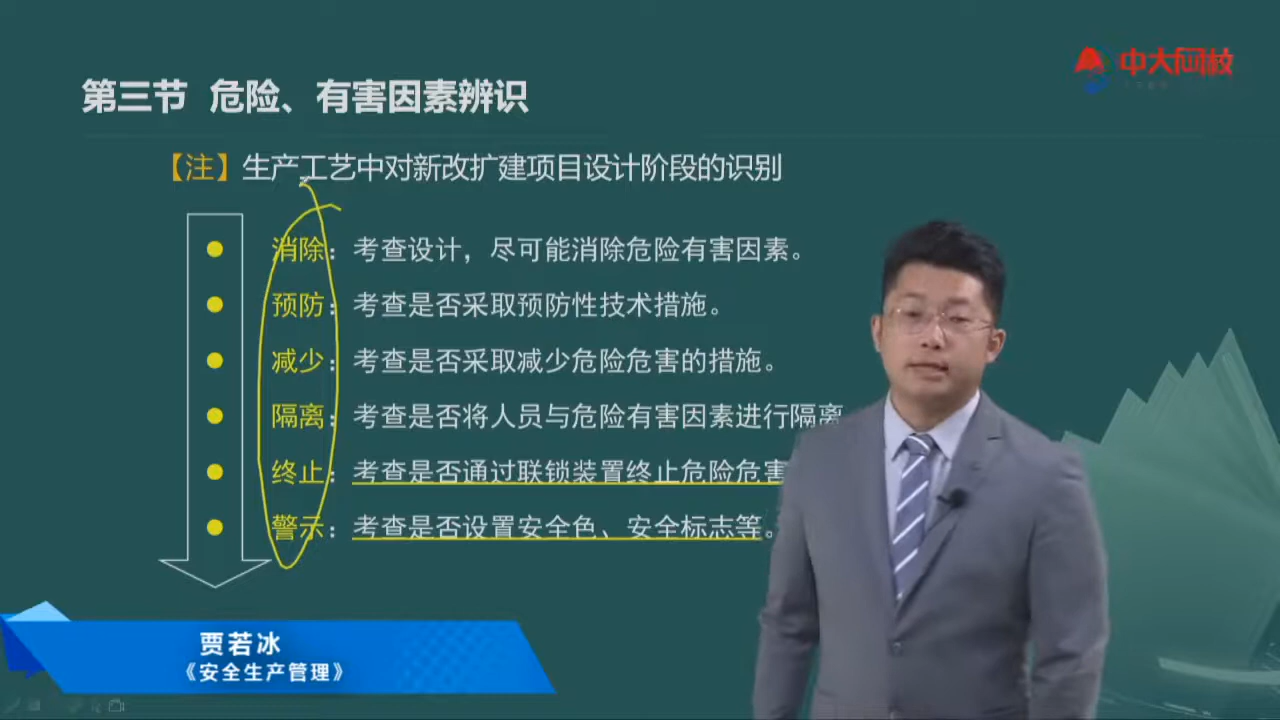 中大网校
第三节 危险、有害因素辨识
【注】生产工艺中对新改扩建项目设计阶段的识别
消除：考查设计，尽可能消除危险有害因素。
预防：考查是否采取预防性技术措施。
减少：考查是否采取减少危险危害的措施。
隔离：考查是否将人员与危险有害因素进行隔离
终止：考查是否通过联锁装置终止危险危害
警示：考查是否设置安全色、安全标志等。
贾若冰
《安全生产管理》